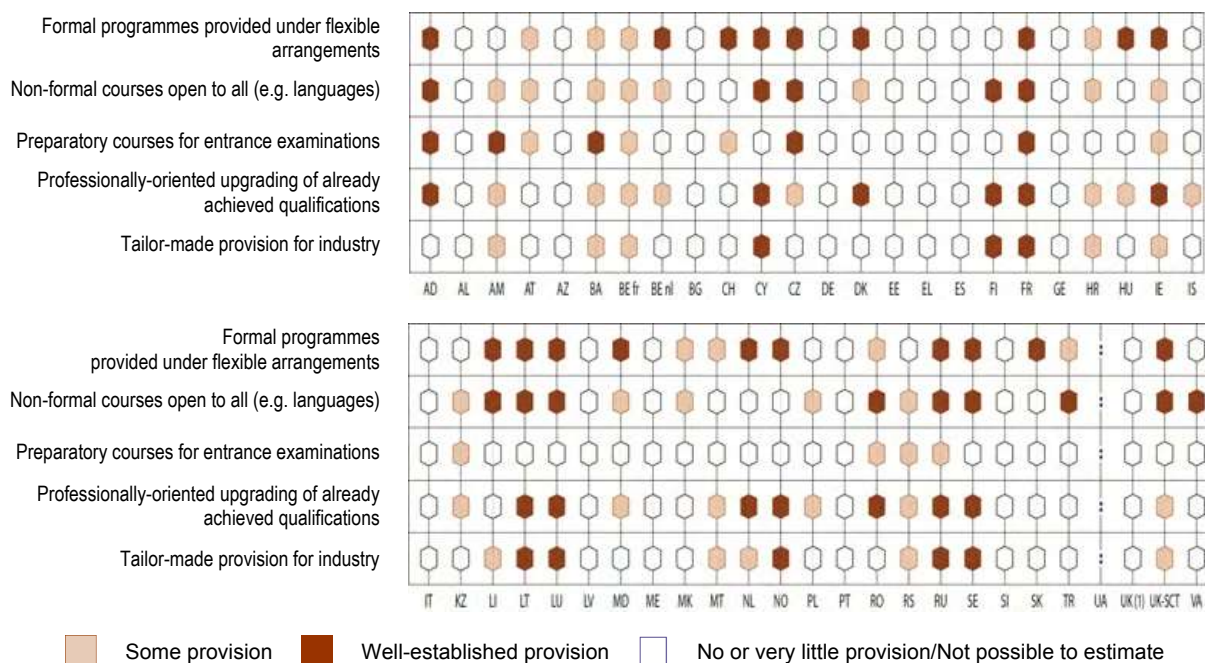 Formal programmes provided under flexible
arrangements
Non-formal courses open to all (e.g. languages)
Preparatory courses for entrance examinations
Professionally-oriented upgrading of already
achieved qualifications
Tailor-made provision for industry
AD AL AM AT AZ BA BE fr BE nl BG CH CY CZ DE DK EE EL ES FI FR GE HR HU IE IS
Formal programmes
provided under flexible arrangements
:
Non-formal courses open to all (e.g. languages)
:
Preparatory courses for entrance examinations
:
Professionally-oriented upgrading of already
achieved qualifications
:
Tailor-made provision for industry
:
IT KZ LI LT LU LV MD ME MK MT NL NO PL PT RO RS RU SE SI SK TR UA UK (1) UK-SCT VA
Some provision Well-established provision No or very little provision/Not possible to estimate